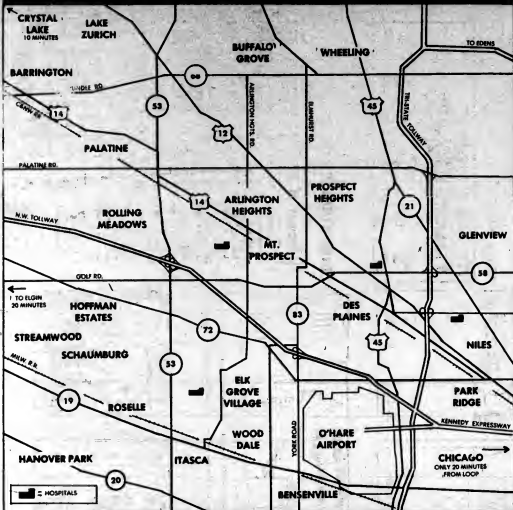 CRYSTAL
LAKE
10 MINUTES
LAKE
ZURICH
BUFFALO
GROVE
WHEELING
TO EDENS
BARRINGTON
68
53
45
TRI-STATE
TOLLWAY
ARLINGTON HGTS. RD.
ELMHURST RD.
14
12
PALATINE
PALATINE RD.
14
ARLINGTON
HEIGHTS
PROSPECT
HEIGHTS
21
ROLLING
MEADOWS
N.W. TOLLWAY
MT.
PROSPECT
GLENVIEW
GOLF RD.
58
TO ELGIN
20 MINUTES
HOFFMAN
ESTATES
72
83
DES
PLAINES
45
NILES
STREAMWOOD
SCHAUMBURG
53
MILW. R.R.
19
ROSELLE
ELK
GROVE
VILLAGE
PARK
RIDGE
KENNEDY EXPRESSWAY
WOOD
DALE
YORK ROAD
O'HARE
AIRPORT
HANOVER PARK
ITASCA
CHICAGO
ONLY 20 MINUTES
FROM LOOP
20
BENSENVILLE
= HOSPITALS